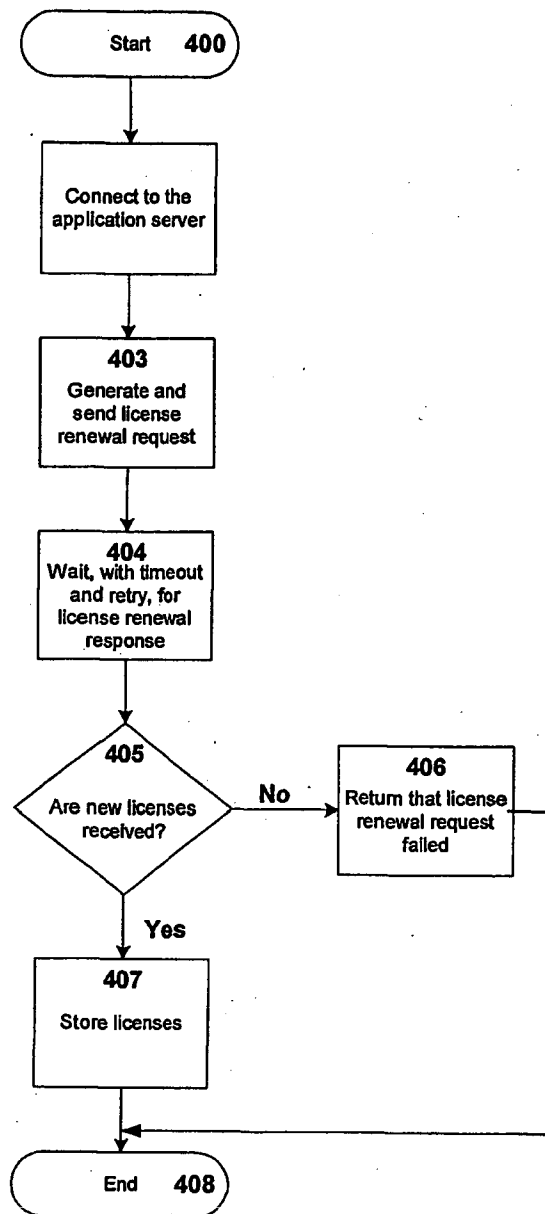 Start 400
Connect to the
application server
403
Generate and
send license
renewal request
404
Wait, with timeout
and retry, for
license renewal
response
405
Are new licenses
received?
No
406
Return that license
renewal request
failed
Yes
407
Store licenses
End 408